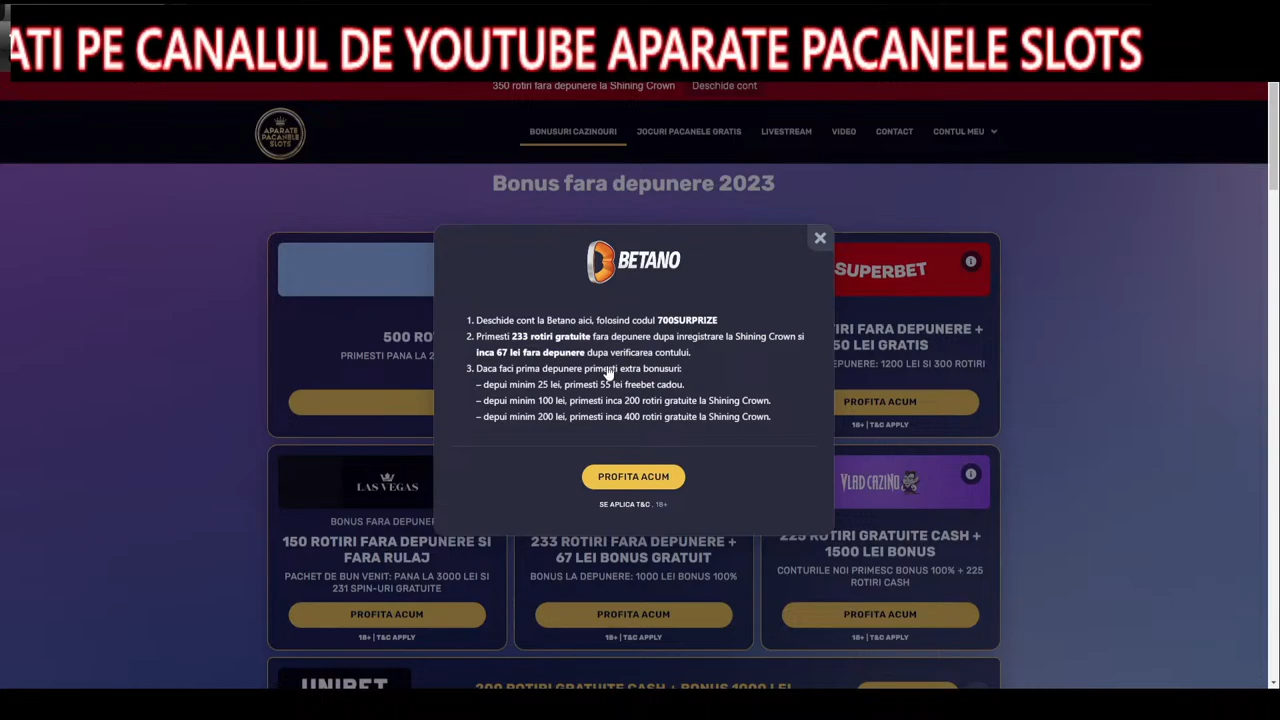 ATI PE CANALUL DE YOUTUBE APARATE PACANELE SLOTS
350 rotiri fara depunere la Shining Crown Deschide cont
APARATE
PACANELE
SLOTS
BONUSURI CAZINOURI JOCURI PACANELE GRATIS LIVESTREAM VIDEO CONTACT CONTUL MEU
Bonus fara depunere 2023
BETANO
1. Deschide cont la Betano aici, folosind codul 700SURPRIZE
2. Primesti 233 rotiri gratuite fara depunere dupa inregistrare la Shining Crown si
inca 67 lei fara depunere dupa verificarea contului.
3. Daca faci prima depunere primesti extra bonusuri:
– depui minim 25 lei, primesti 55 lei freebet cadou.
– depui minim 100 lei, primesti inca 200 rotiri gratuite la Shining Crown.
– depui minim 200 lei, primesti inca 400 rotiri gratuite la Shining Crown.
PROFITA ACUM
SE APLICA T&C , 18+
500 RO
PRIMESTI PANA LA 2
SUPERBET
IRI FARA DEPUNERE +
50 LEI GRATIS
DEPUNERE: 1200 LEI SI 300 ROTIRI
PROFITA ACUM
18+ | T&C APPLY
LAS VEGAS
BONUS FARA DEPUNER
150 ROTIRI FARA DEPUNERE SI
FARA RULAJ
PACHET DE BUN VENIT: PANA LA 3000 LEI SI
231 SPIN-URI GRATUITE
PROFITA ACUM
18+ | T&C APPLY
233 ROTIRI FARA DEPUNERE +
67 LEI BONUS GRATUIT
BONUS LA DEPUNERE: 1000 LEI BONUS 100%
PROFITA ACUM
18+ | T&C APPLY
VLAD CAZINO
225 ROTIRI GRATUITE CASH +
1500 LEI BONUS
CONTURILE NOI PRIMESC BONUS 100% + 225
ROTIRI CASH
PROFITA ACUM
18+ | T&C APPLY
UNIBET
200 ROTIRI GRATUITE CASH + BONUS 1000 LEI